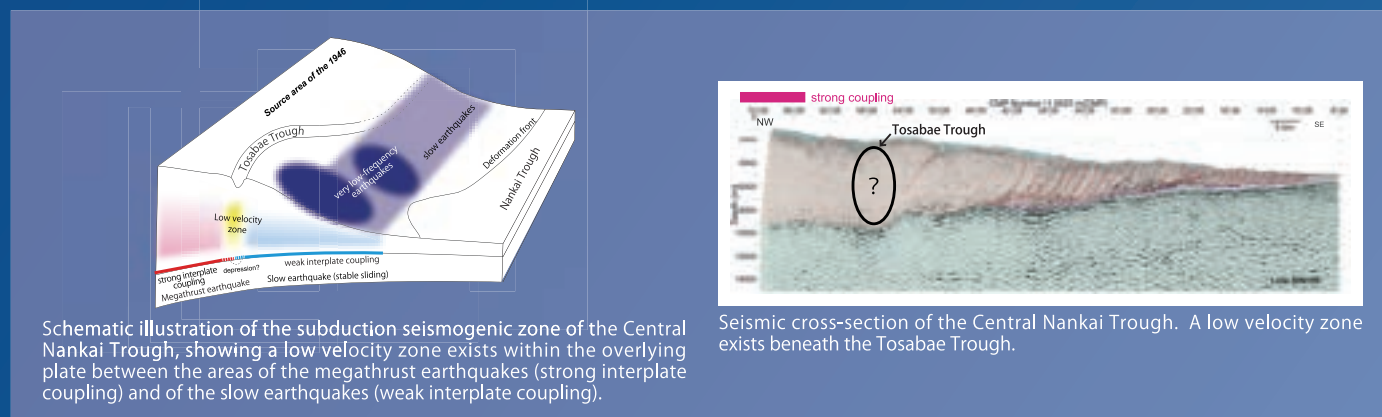 Source area of the 1946
Tosabae Trough
slow earthquakes
very low-frequency
earthquakes
Deformation front
Nankai Trough
Low velocity
zone
strong interplate
coupling
depression?
weak interplate coupling
Megathrust earthquake
Slow earthquake (stable sliding)
Schematic illustration of the subduction seismogenic zone of the Central
Nankai Trough, showing a low velocity zone exists within the overlying
plate between the areas of the megathrust earthquakes (strong interplate
coupling) and of the slow earthquakes (weak interplate coupling).
strong coupling
NW
SE
Tosabae Trough
?
Seismic cross-section of the Central Nankai Trough. A low velocity zone
exists beneath the Tosabae Trough.